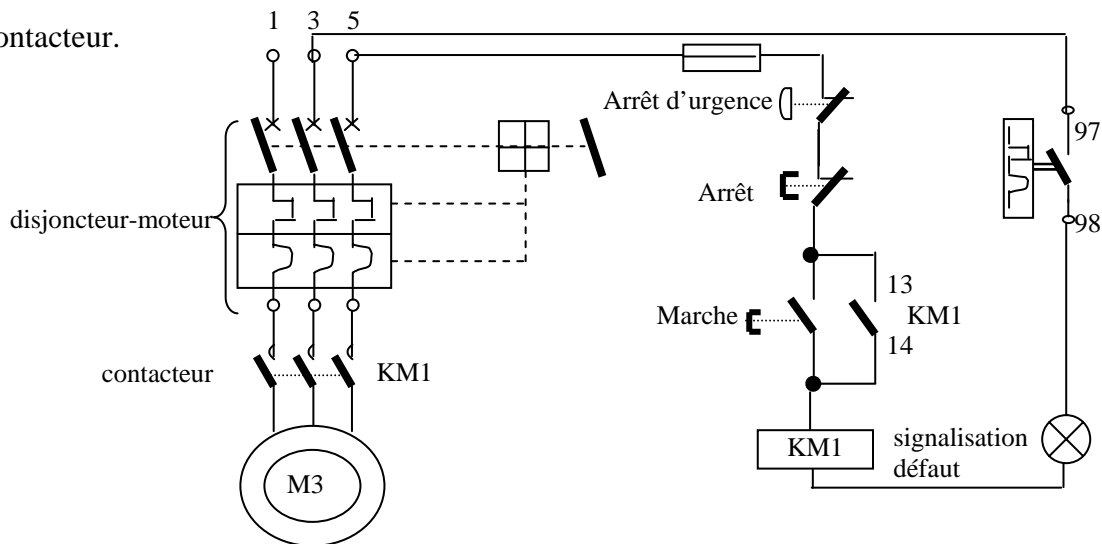 ontacteur.
1 3 5
Arrêt d'urgence
97
Arrêt
98
disjoncteur-moteur
13
Marche
KM1
14
contacteur
KM1
KM1
signalisation
défaut
M3